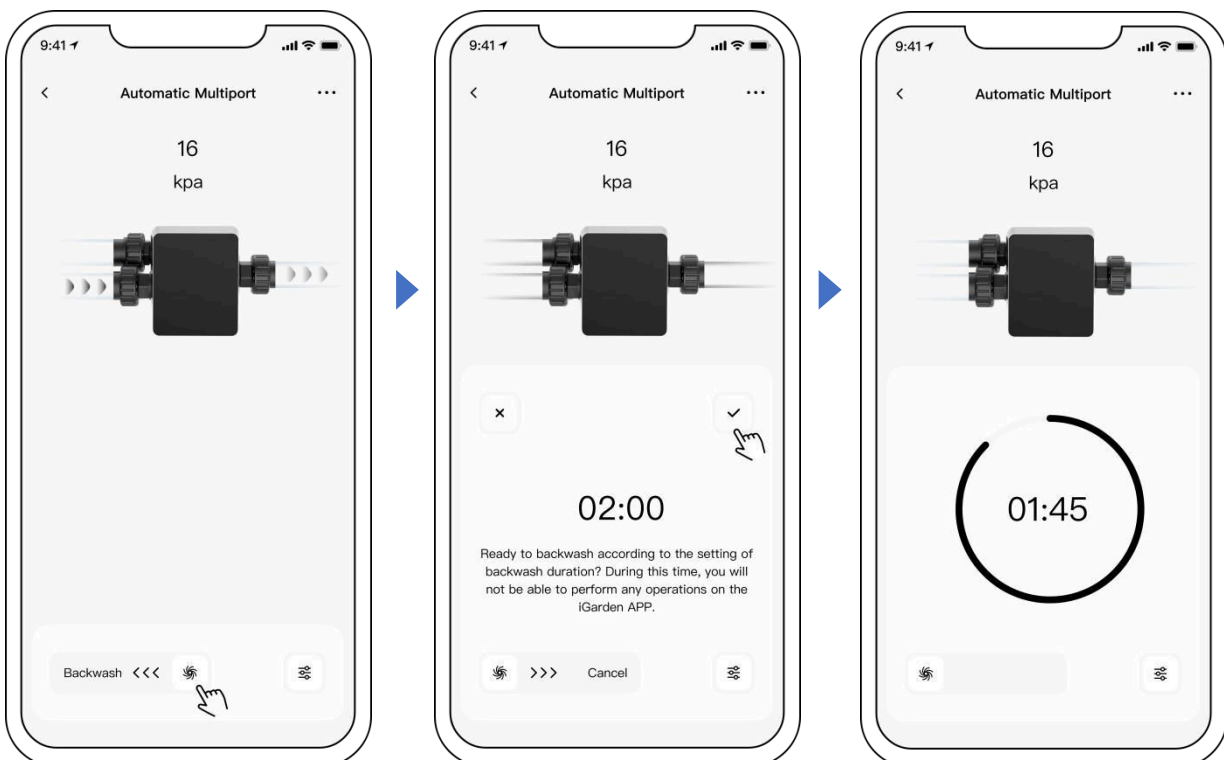 9:41
Automatic Multiport
16
kpa
Backwash <<<
9:41
Automatic Multiport
16
kpa
02:00
Ready to backwash according to the setting of
backwash duration? During this time, you will
not be able to perform any operations on the
iGarden APP.
>>> Cancel
9:41
Automatic Multiport
16
kpa
01:45